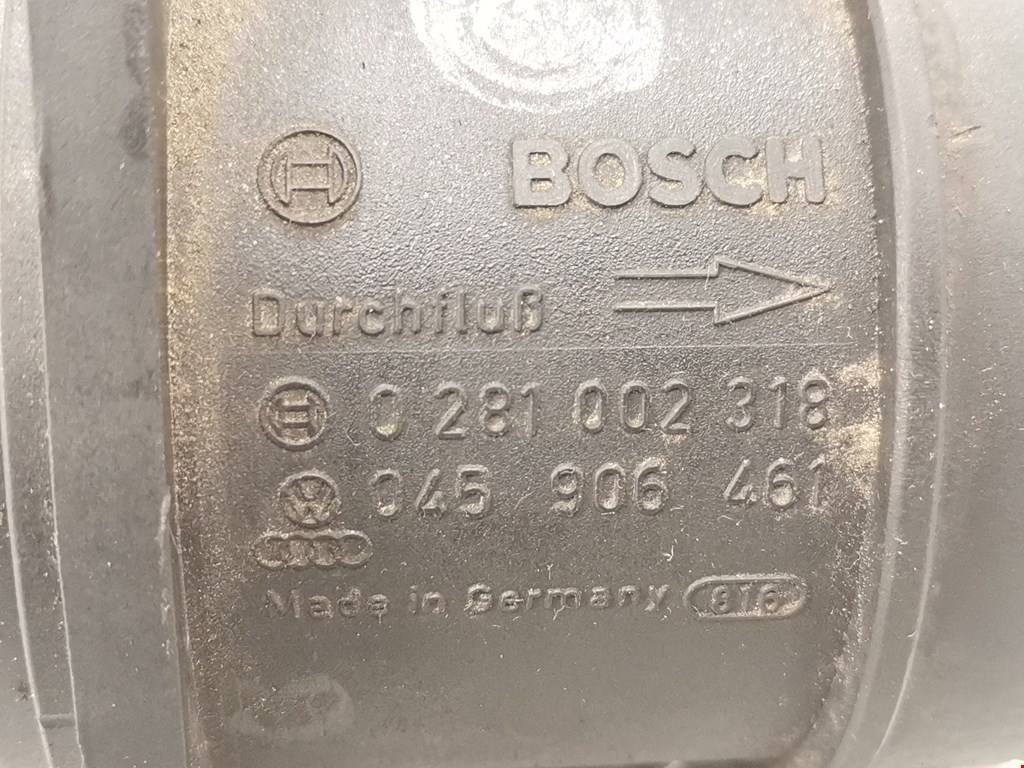 BOSCH
Durchfluß
0 281 002 318
045 906 461
Made in Germany 816